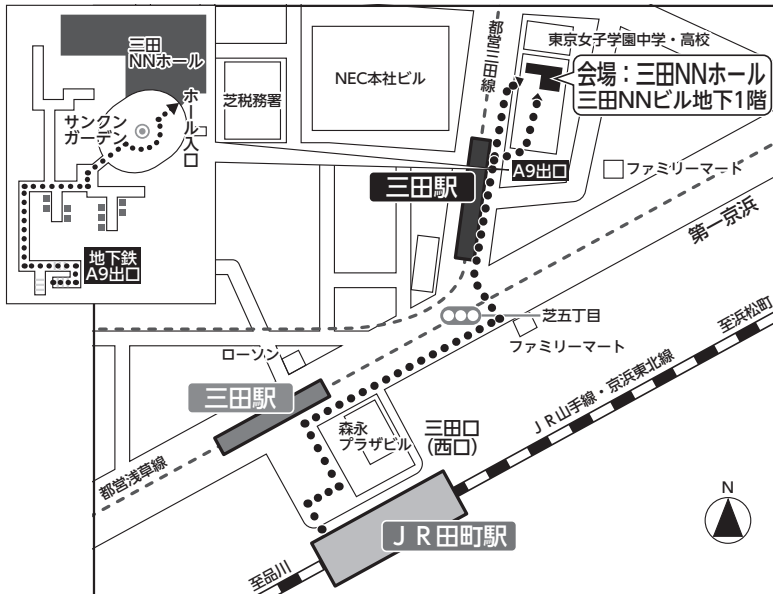 三田
NNホール
サンクン
ガーデン
ホール入口
地下鉄
A9出口
芝税務署
NEC本社ビル
都営三田線
東京女子学園中学・高校
会場：三田NNホール
三田NNビル地下1階
A9出口
三田駅
ファミリーマート
第一京浜
芝五丁目
ファミリーマート
至浜松町
ローソン
三田駅
JR山手線・京浜東北線
森永
プラザビル
三田口
(西口)
都営浅草線
N
JR田町駅
至品川